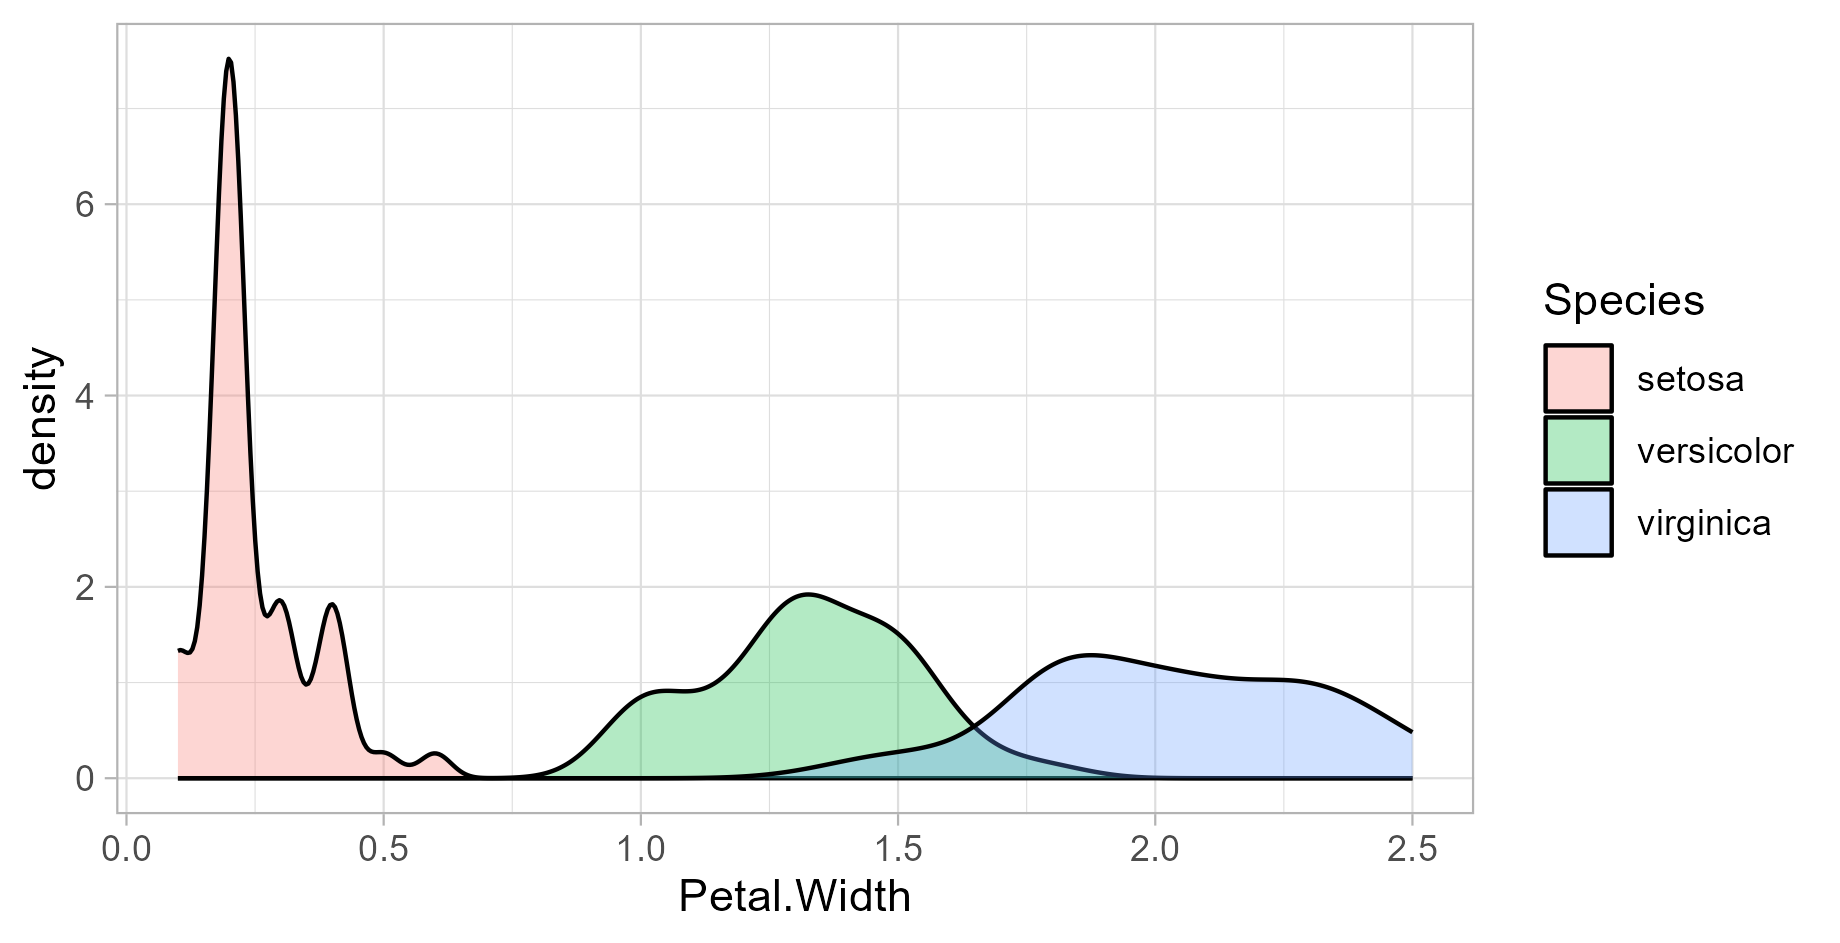 6
4
2
0
density
0.0 0.5 1.0 1.5 2.0 2.5
Petal.Width
Species
setosa
versicolor
virginica